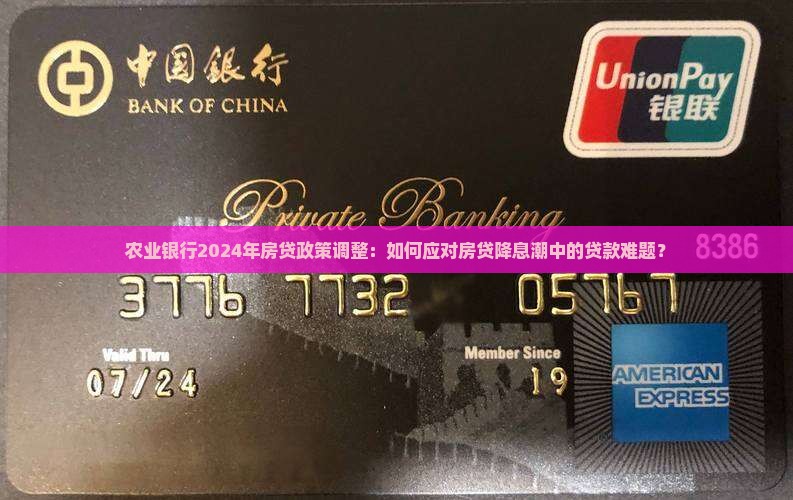 中国銀行
BANK OF CHINA
UnionPay
银联
Private Banking
农业银行2024年房贷政策调整：如何应对房贷降息潮中的贷款难题？
8386
3776 7732 05767
Valid Thru
Member Since
07/24
19
AMERICAN
EXPRESS